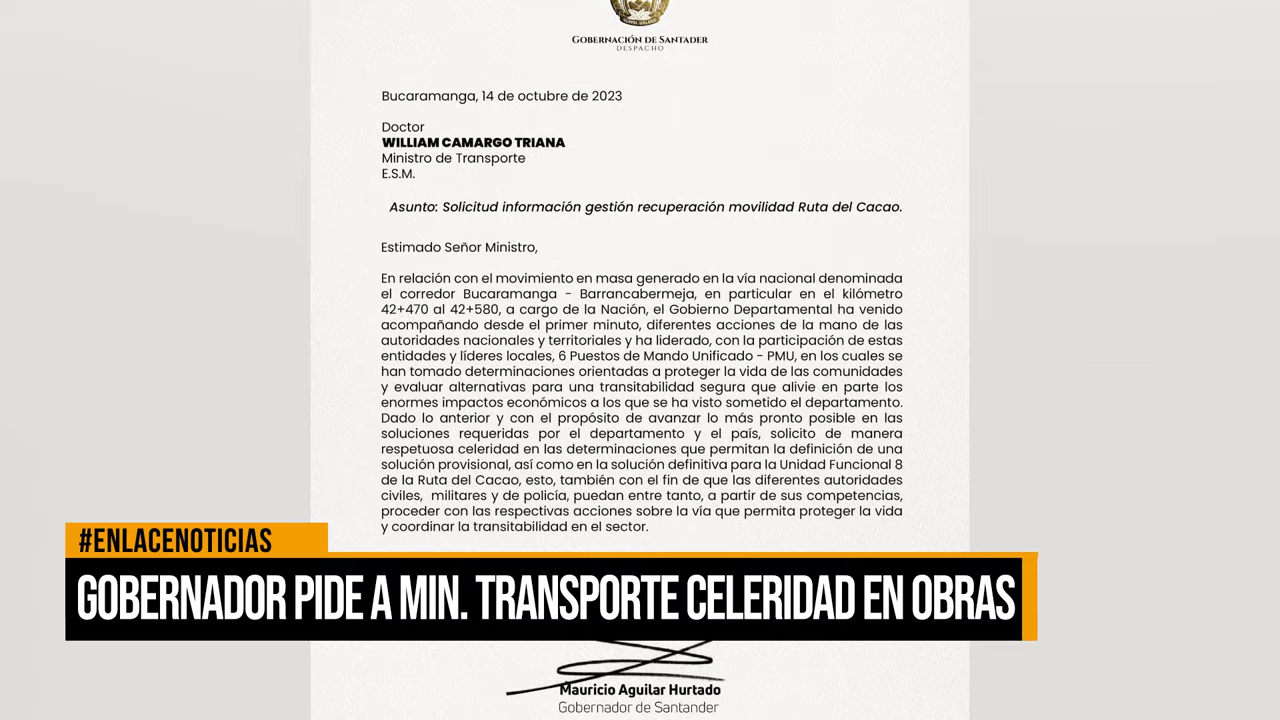 GOBERNACIÓN DE SANTADER
DESPACHO
Bucaramanga, 14 de octubre de 2023
Doctor
WILLIAM CAMARGO TRIANA
Ministro de Transporte
E.S.M.
Asunto: Solicitud información gestión recuperación movilidad Ruta del Cacao.
Estimado Señor Ministro,
En relación con el movimiento en masa generado en la vía nacional denominada
el corredor Bucaramanga - Barrancabermeja, en particular en el kilómetro
42+470 al 42+580, a cargo de la Nación, el Gobierno Departamental ha venido
acompañando desde el primer minuto, diferentes acciones de la mano de las
autoridades nacionales y territoriales y ha liderado, con la participación de estas
entidades y líderes locales, 6 Puestos de Mando Unificado - PMU, en los cuales se
han tomado determinaciones orientadas a proteger la vida de las comunidades
y evaluar alternativas para una transitabilidad segura que alivie en parte los
enormes impactos económicos a los que se ha visto sometido el departamento.
Dado lo anterior y con el propósito de avanzar lo más pronto posible en las
soluciones requeridas por el departamento y el país, solicito de manera
respetuosa celeridad en las determinaciones que permitan la definición de una
solución provisional, así como en la solución definitiva para la Unidad Funcional 8
de la Ruta del Cacao, esto, también con el fin de que las diferentes autoridades
civiles, militares y de policía, puedan entre tanto, a partir de sus competencias,
proceder con las respectivas acciones sobre la vía que permita proteger la vida
y coordinar la transitabilidad en el sector.
#ENLACENOTICIAS
GOBERNADOR PIDE A MIN. TRANSPORTE CELERIDAD EN OBRAS
Mauricio Aguilar Hurtado
Gobernador de Santander